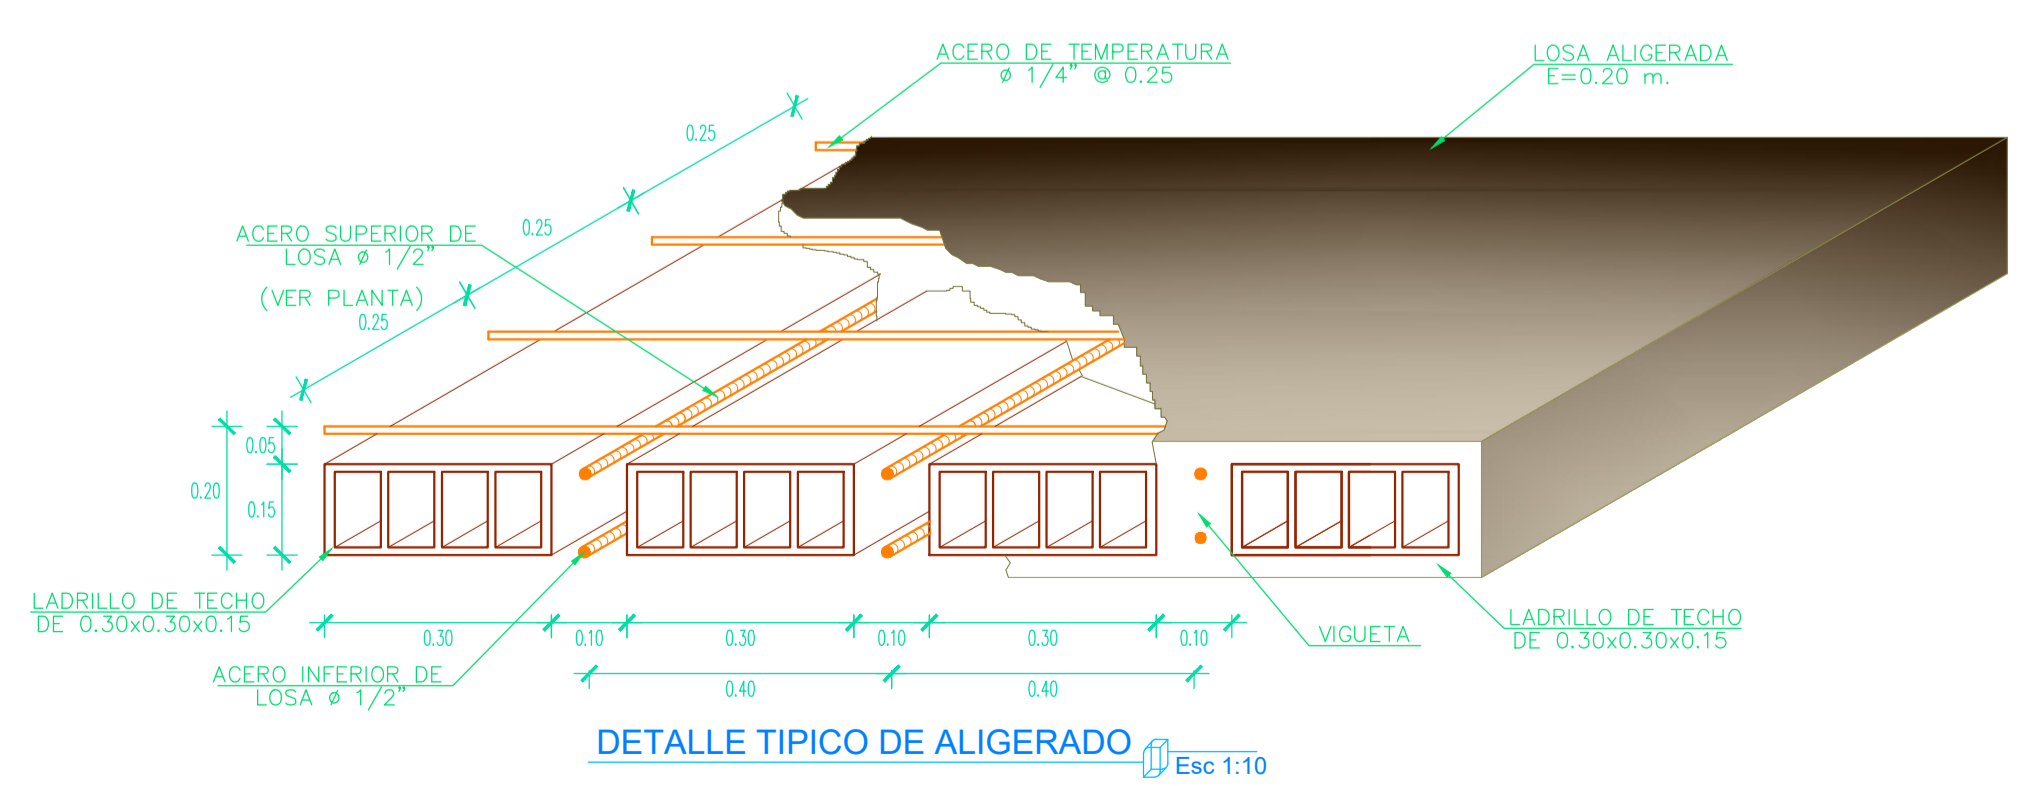 ACERO DE TEMPERATURA
ø 1/4" @ 0.25
LOSA ALIGERADA
E=0.20 m.
0.25
0.25
0.25
ACERO SUPERIOR DE
LOSA ø 1/2"
(VER PLANTA)
0.05
0.20
0.15
LADRILLO DE TECHO
DE 0.30x0.30x0.15
0.30
0.10
0.30
0.10
0.30
0.10
VIGUETA
LADRILLO DE TECHO
DE 0.30x0.30x0.15
ACERO INFERIOR DE
LOSA ø 1/2"
0.40
0.40
DETALLE TIPICO DE ALIGERADO
Esc 1:10